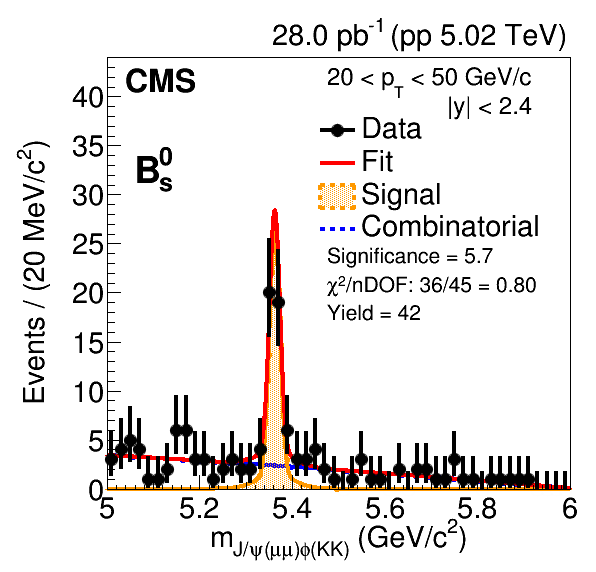 28.0 pb⁻¹ (pp 5.02 TeV)
CMS
20 < p_T < 50 GeV/c
|y| < 2.4
B_s^0
Data
Fit
Signal
Combinatorial
Significance = 5.7
χ²/nDOF: 36/45 = 0.80
Yield = 42
Events / (20 MeV/c²)
40
35
30
25
20
15
10
5
0
5 5.2 5.4 5.6 5.8 6
m_J/ψ(μμ)φ(KK) (GeV/c²)